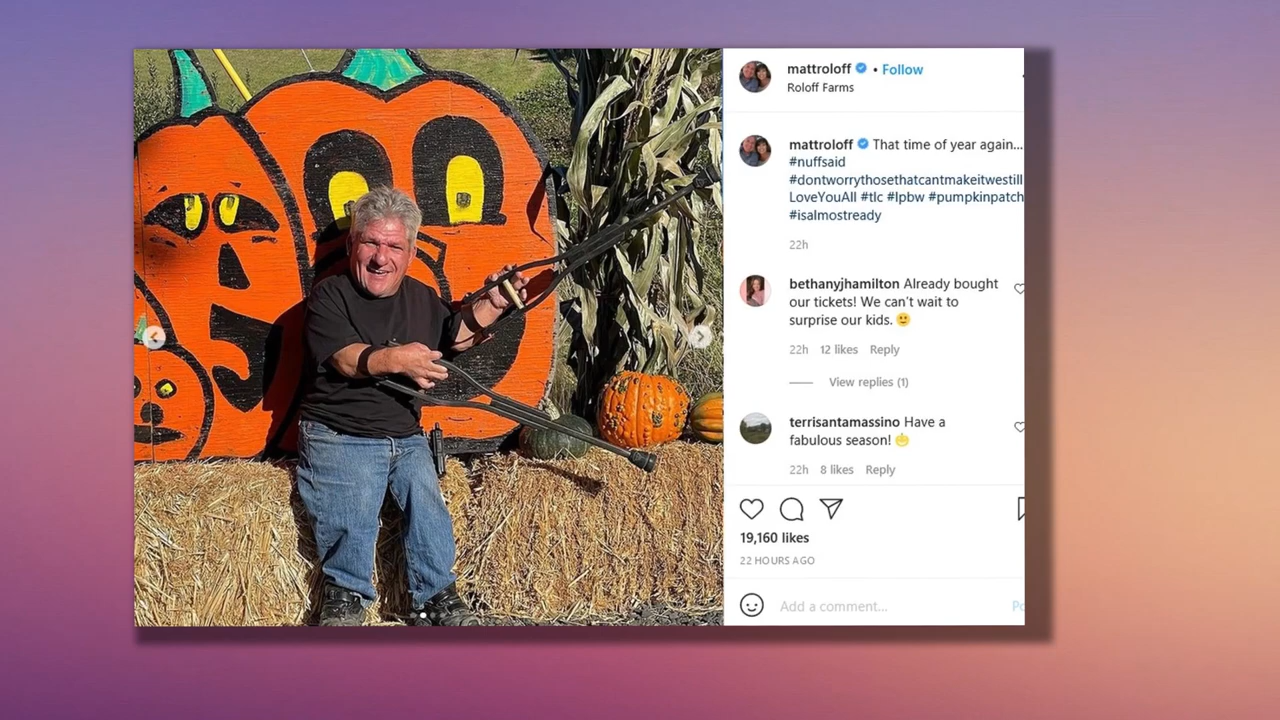 mattroloff • Follow
Roloff Farms
mattroloff That time of year again...
#nuffsaid
#dontworrythosethatcantmakeitwestill
LoveYouAll #tlc #lpbw #pumpkinpatch
#isalmostready
22h
bethanyjhamilton Already bought
our tickets! We can't wait to
surprise our kids. 🙂
22h 12 likes Reply
View replies (1)
terrisantamassino Have a
fabulous season! 😁
22h 8 likes Reply
19,160 likes
22 HOURS AGO
Add a comment...